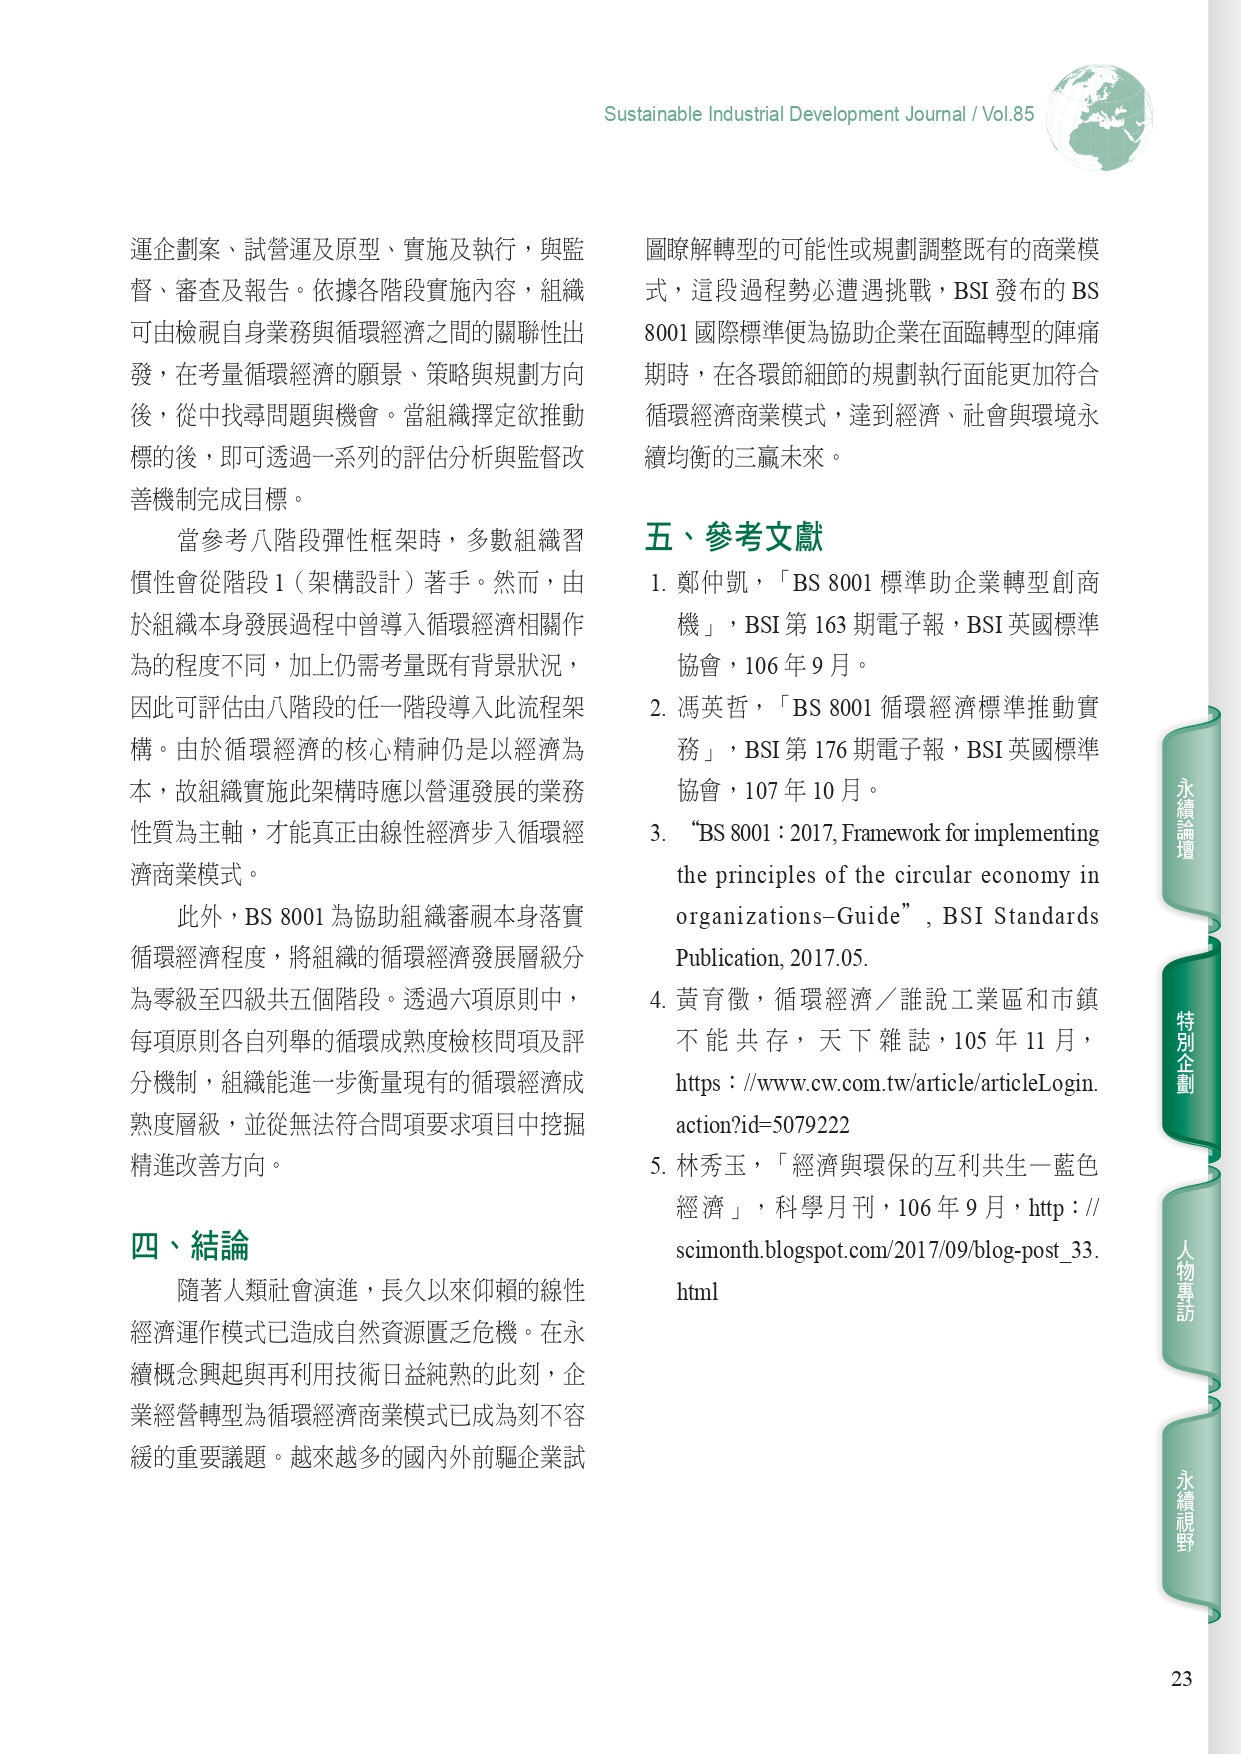 Sustainable Industrial Development Journal / Vol.85
運企劃案、試營運及原型、實施及執行，與監
督、審查及報告。依據各階段實施內容，組織
可由檢視自身業務與循環經濟之間的關聯性出
發，在考量循環經濟的願景、策略與規劃方向
後，從中找尋問題與機會。當組織擇定欲推動
標的後，即可透過一系列的評估分析與監督改
善機制完成目標。
當參考八階段彈性框架時，多數組織習
慣性會從階段 1（架構設計）著手。然而，由
於組織本身發展過程中曾導入循環經濟相關作
為的程度不同，加上仍需考量既有背景狀況，
因此可評估由八階段的任一階段導入此流程架
構。由於循環經濟的核心精神仍是以經濟為
本，故組織實施此架構時應以營運發展的業務
性質為主軸，才能真正由線性經濟步入循環經
濟商業模式。
此外，BS 8001 為協助組織審視本身落實
循環經濟程度，將組織的循環經濟發展層級分
為零級至四級共五個階段。透過六項原則中，
每項原則各自列舉的循環成熟度檢核問項及評
分機制，組織能進一步衡量現有的循環經濟成
熟度層級，並從無法符合問項要求項目中挖掘
精進改善方向。
四、結論
隨著人類社會演進，長久以來仰賴的線性
經濟運作模式已造成自然資源匱乏危機。在永
續概念興起與再利用技術日益純熟的此刻，企
業經營轉型為循環經濟商業模式已成為刻不容
緩的重要議題。越來越多的國內外前驅企業試
圖瞭解轉型的可能性或規劃調整既有的商業模
式，這段過程勢必遭遇挑戰，BSI 發布的 BS
8001 國際標準便為協助企業在面臨轉型的陣痛
期時，在各環節細節的規劃執行面能更加符合
循環經濟商業模式，達到經濟、社會與環境永
續均衡的三贏未來。
五、參考文獻
1. 鄭仲凱，「BS 8001 標準助企業轉型創商
機」，BSI 第 163 期電子報，BSI 英國標準
協會，106 年 9 月。
2. 馮英哲，「BS 8001 循環經濟標準推動實
務」，BSI 第 176 期電子報，BSI 英國標準
協會，107 年 10 月。
3. “BS 8001：2017, Framework for implementing
the principles of the circular economy in
organizations–Guide”, BSI Standards
Publication, 2017.05.
4. 黃育徵，循環經濟／誰說工業區和市鎮
不能共存，天下雜誌，105 年 11 月，
https：//www.cw.com.tw/article/articleLogin.
action?id=5079222
5. 林秀玉，「經濟與環保的互利共生—藍色
經濟」，科學月刊，106 年 9 月，http：//
scimonth.blogspot.com/2017/09/blog-post_33.
html
永續論壇
特別企劃
人物專訪
永續視野
23